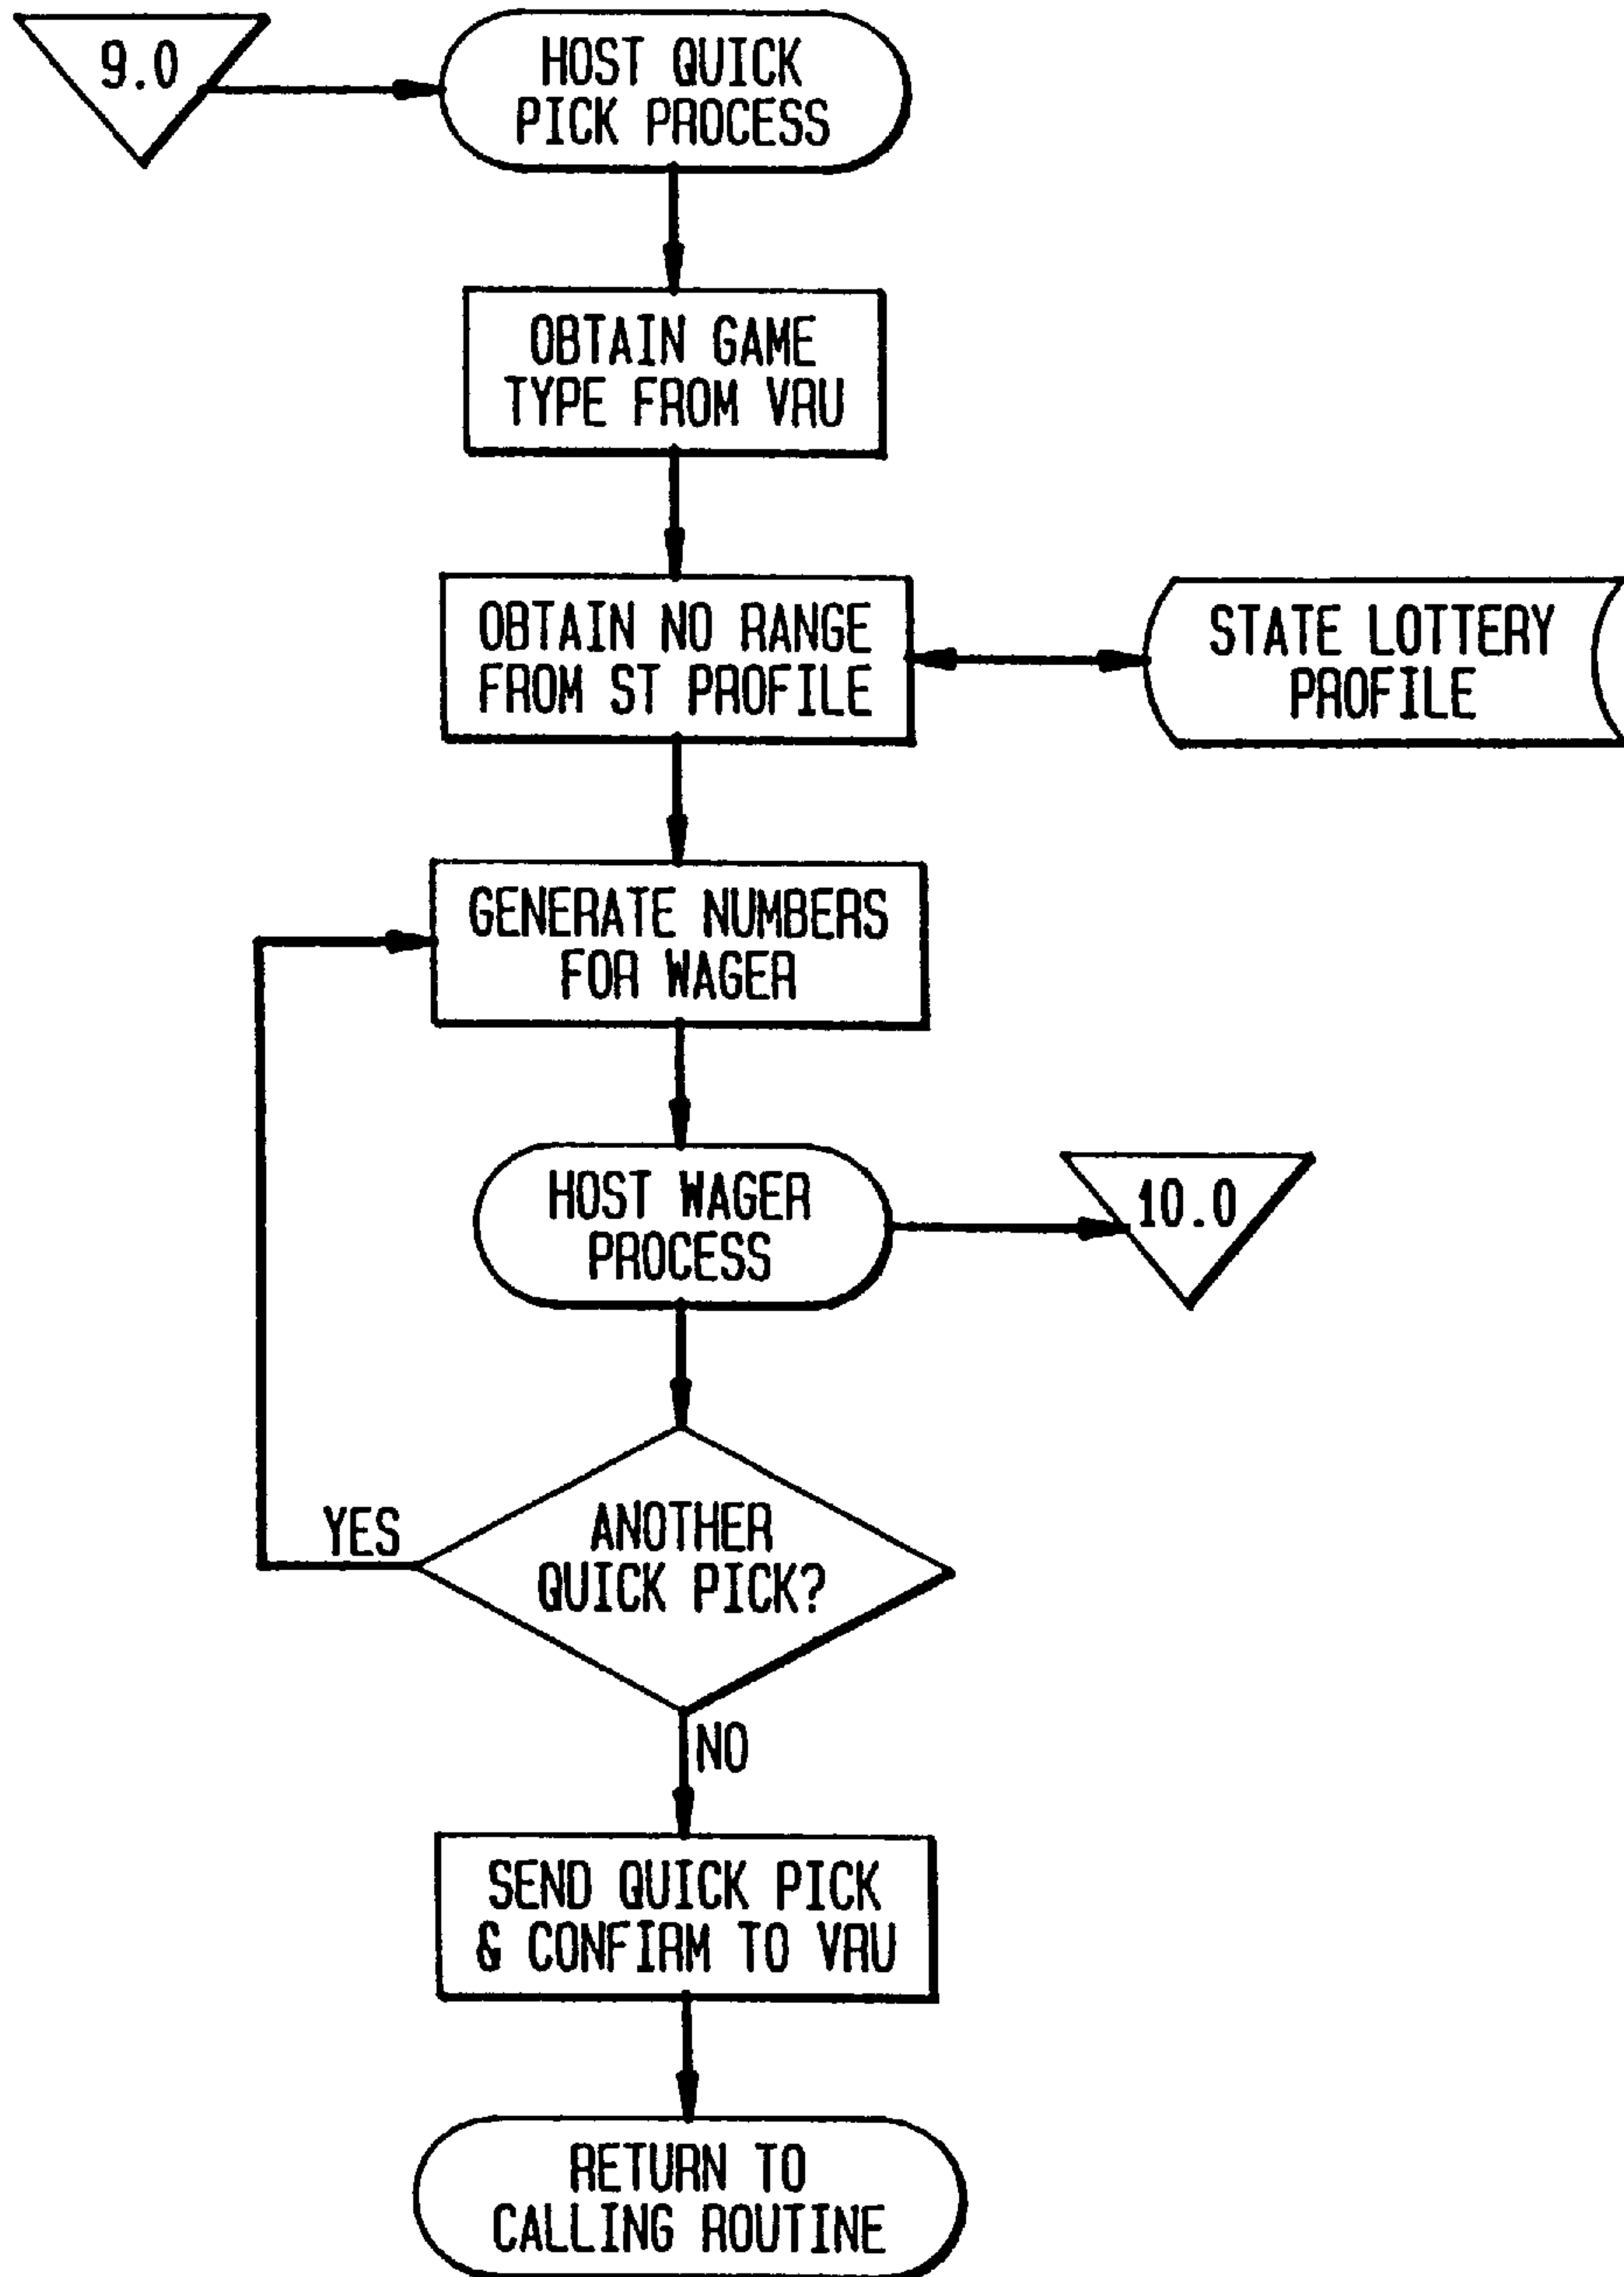 9.0
HOST QUICK
PICK PROCESS
OBTAIN GAME
TYPE FROM VRU
OBTAIN NO RANGE
FROM ST PROFILE
STATE LOTTERY
PROFILE
GENERATE NUMBERS
FOR WAGER
HOST WAGER
PROCESS
10.0
ANOTHER
QUICK PICK?
YES
NO
SEND QUICK PICK
& CONFIRM TO VRU
RETURN TO
CALLING ROUTINE